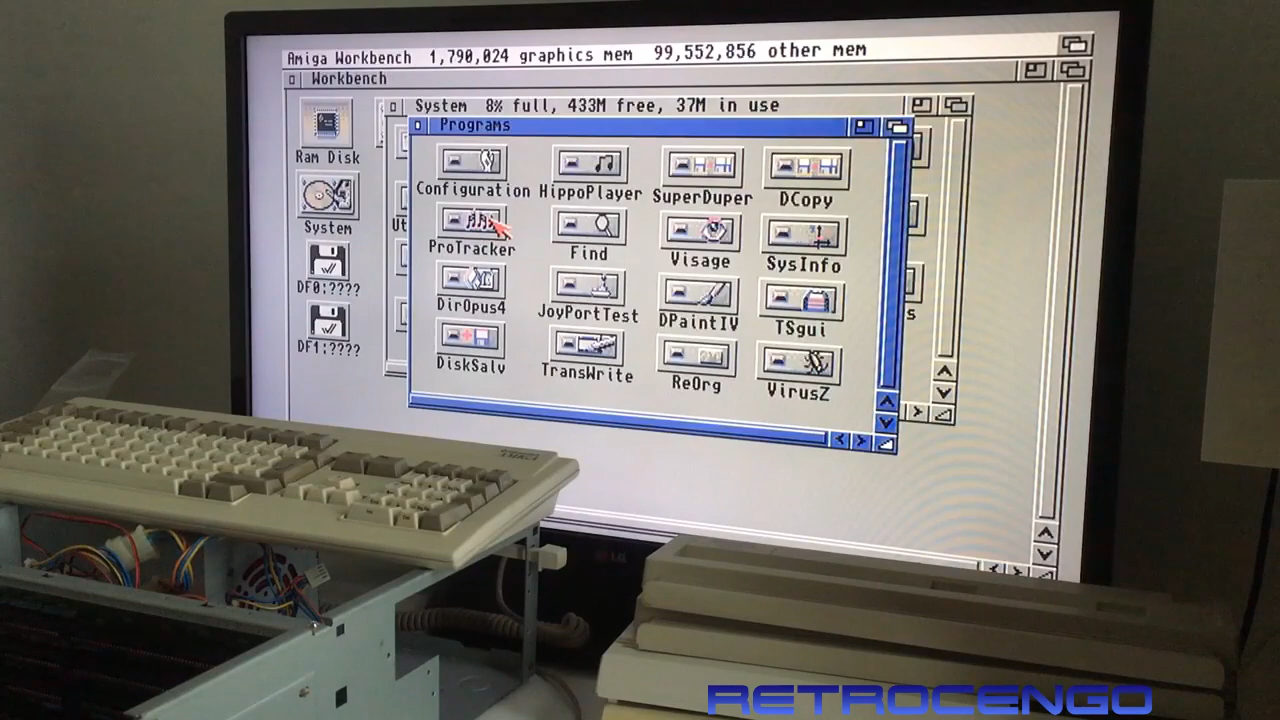 Amiga Workbench 1,790,024 graphics mem 99,552,856 other mem
Workbench
System 8% full, 433M free, 37M in use
Programs
Ram Disk
System
DF0:????
DF1:????
Ut
s
Configuration HippoPlayer SuperDuper DCopy
ProTracker Find Visage SysInfo
DirOpus4 JoyPortTest DPaintIV TSgui
DiskSalv TransWrite ReOrg VirusZ
LG
RETROCENGO